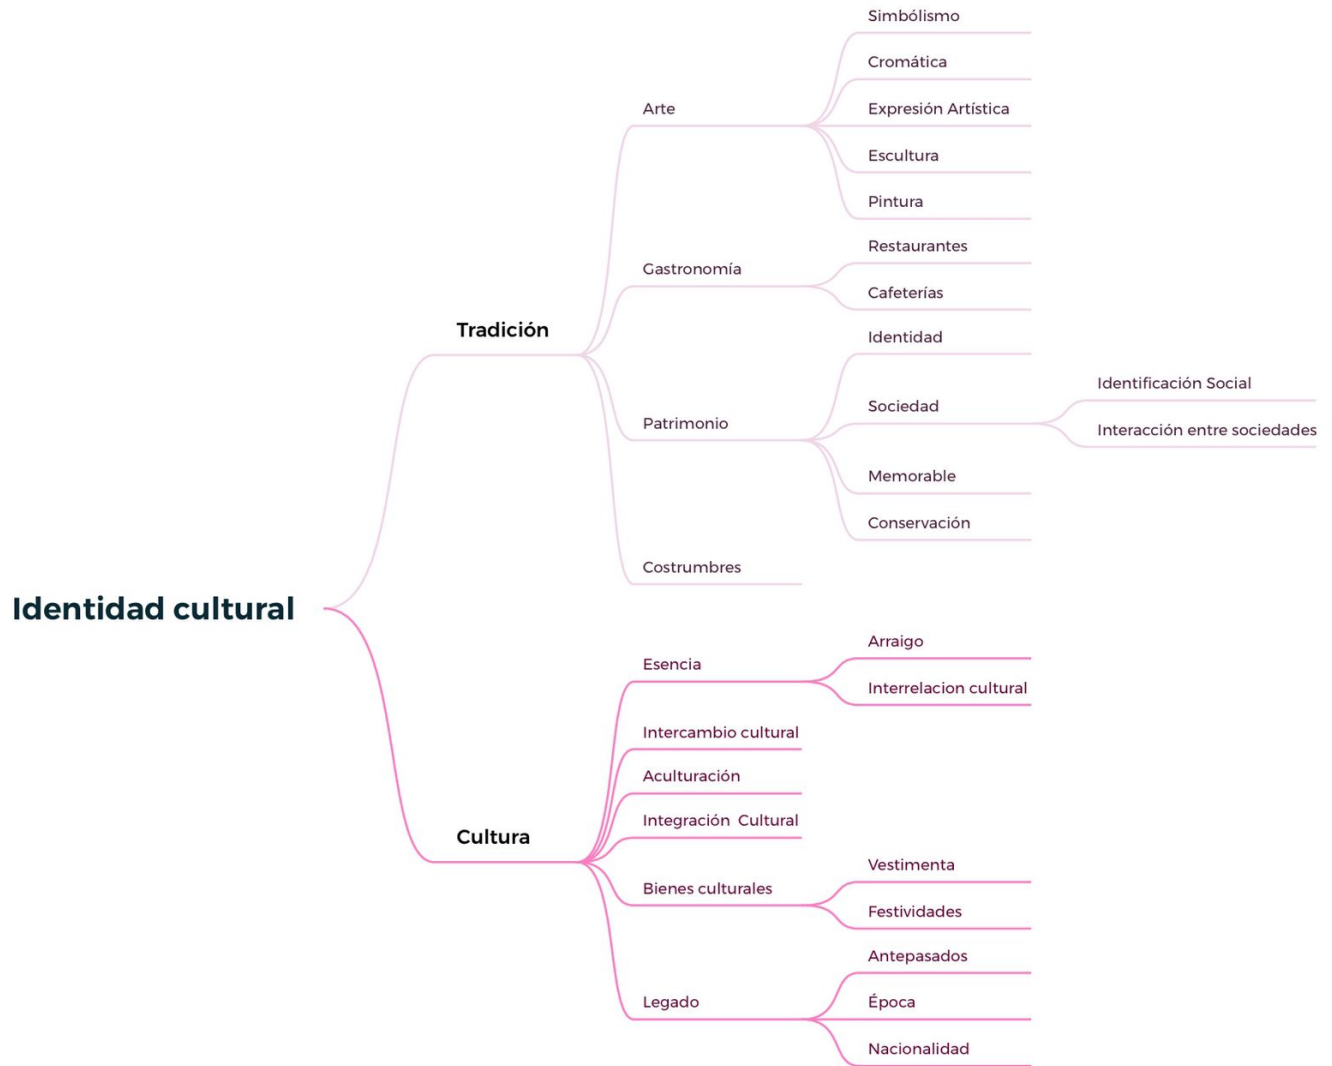 Identidad cultural
Tradición
Arte
Simbólismo
Cromática
Expresión Artística
Escultura
Pintura
Gastronomía
Restaurantes
Cafeterías
Patrimonio
Identidad
Sociedad
Identificación Social
Interacción entre sociedades
Memorable
Conservación
Costrumbres
Cultura
Esencia
Arraigo
Interrelacion cultural
Intercambio cultural
Aculturación
Integración  Cultural
Bienes culturales
Vestimenta
Festividades
Legado
Antepasados
Época
Nacionalidad